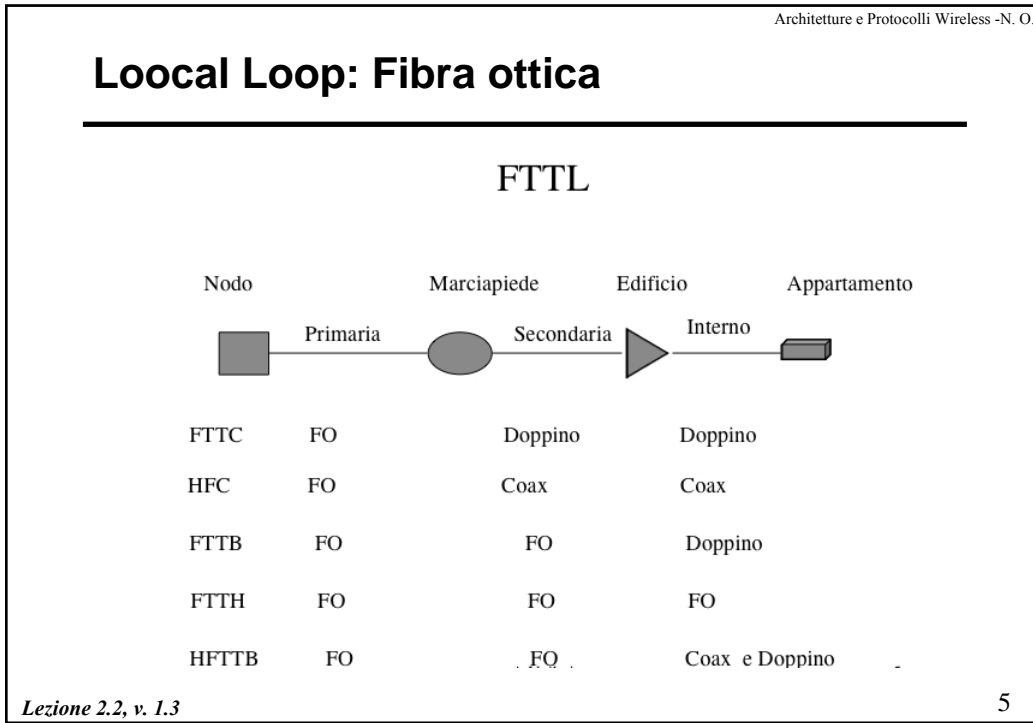 Architetture e Protocolli Wireless -N. O.
Loocal Loop: Fibra ottica
FTTL
Nodo Marciapiede Edificio Appartamento
Primaria Secondaria Interno
FTTC FO Doppino Doppino
HFC FO Coax Coax
FTTB FO FO Doppino
FTTH FO FO FO
HFTTB FO FO Coax e Doppino
Lezione 2.2, v. 1.3 5